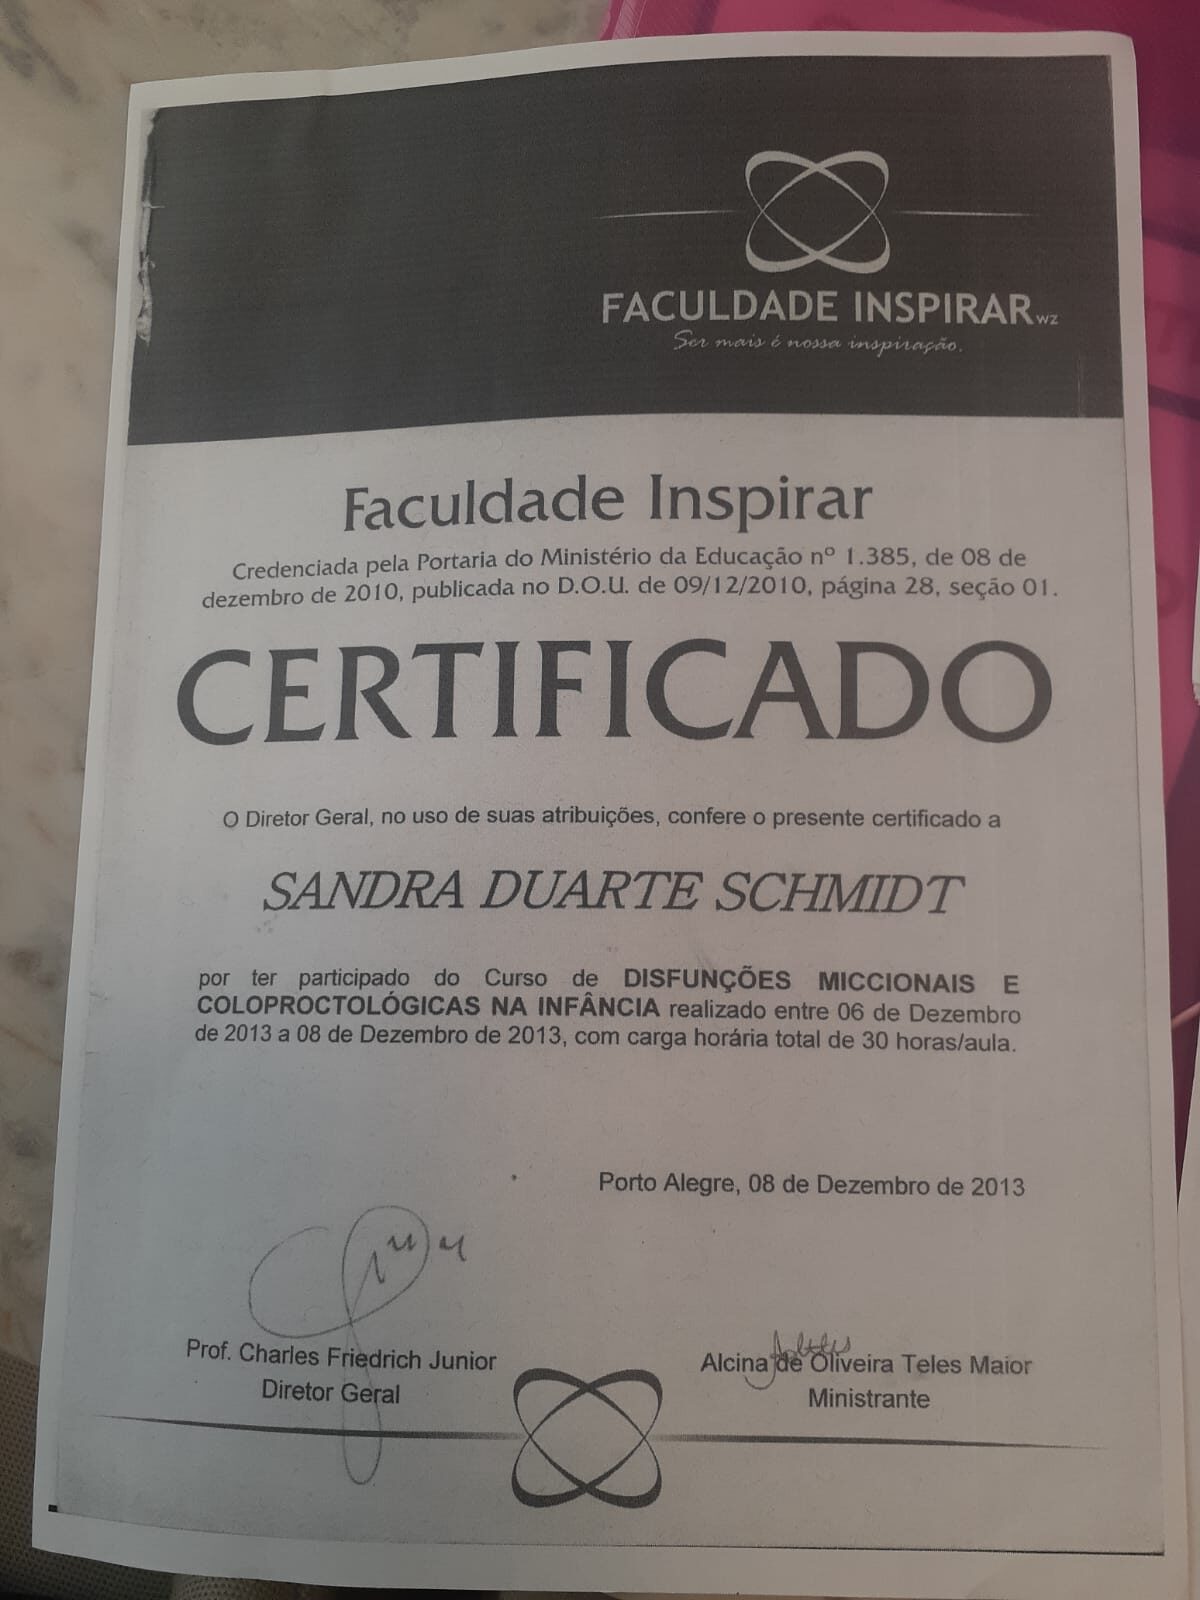 FACULDADE INSPIRAR wz
Ser mais é nossa inspiração.
Faculdade Inspirar
Credenciada pela Portaria do Ministério da Educação nº 1.385, de 08 de
dezembro de 2010, publicada no D.O.U. de 09/12/2010, página 28, seção 01.
CERTIFICADO
O Diretor Geral, no uso de suas atribuições, confere o presente certificado a
SANDRA DUARTE SCHMIDT
por ter participado do Curso de DISFUNÇÕES MICCIONAIS E
COLOPROCTOLÓGICAS NA INFÂNCIA realizado entre 06 de Dezembro
de 2013 a 08 de Dezembro de 2013, com carga horária total de 30 horas/aula.
Porto Alegre, 08 de Dezembro de 2013
Prof. Charles Friedrich Junior
Diretor Geral
Alcina de Oliveira Teles Maior
Ministrante